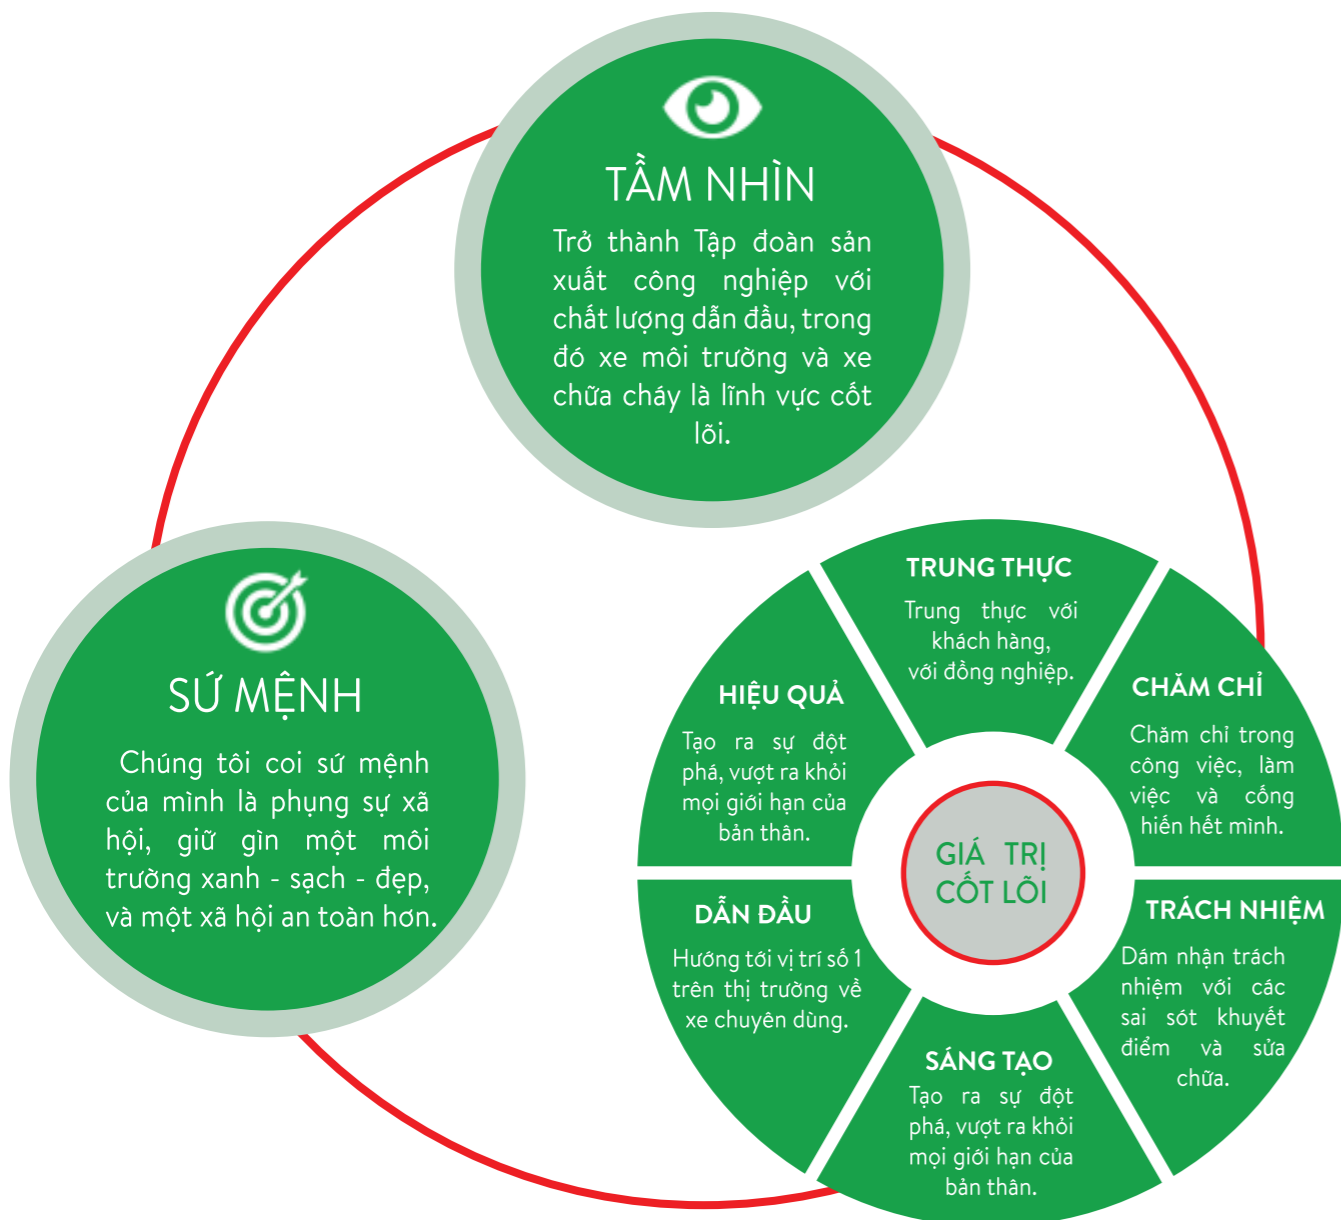 TẦM NHÌN
Trở thành Tập đoàn sản
xuất công nghiệp với
chất lượng dẫn đầu, trong
đó xe môi trường và xe
chữa cháy là lĩnh vực cốt
lõi.
SỨ MỆNH
Chúng tôi coi sứ mệnh
của mình là phụng sự xã
hội, giữ gìn một môi
trường xanh - sạch - đẹp,
và một xã hội an toàn hơn.
GIÁ TRỊ
CỐT LÕI
TRUNG THỰC
Trung thực với
khách hàng,
với đồng nghiệp.
CHĂM CHỈ
Chăm chỉ trong
công việc, làm
việc và cống
hiến hết mình.
TRÁCH NHIỆM
Dám nhận trách
nhiệm với các
sai sót khuyết
điểm và sửa
chữa.
SÁNG TẠO
Tạo ra sự đột
phá, vượt ra khỏi
mọi giới hạn của
bản thân.
DẪN ĐẦU
Hướng tới vị trí số 1
trên thị trường về
xe chuyên dùng.
HIỆU QUẢ
Tạo ra sự đột
phá, vượt ra khỏi
mọi giới hạn của
bản thân.